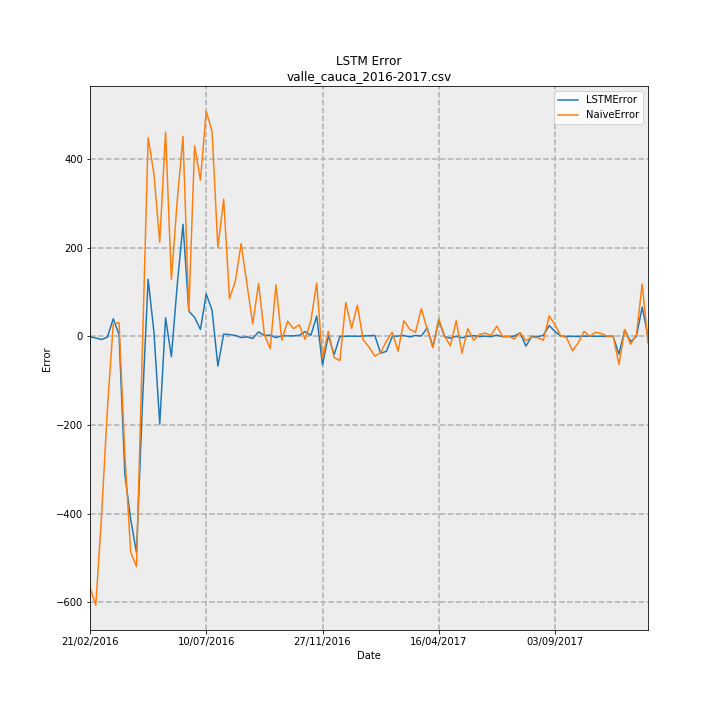 LSTM Error
valle_cauca_2016-2017.csv
LSTMError
NaiveError
400
200
0
−200
−400
−600
Error
21/02/2016 10/07/2016 27/11/2016 16/04/2017 03/09/2017
Date